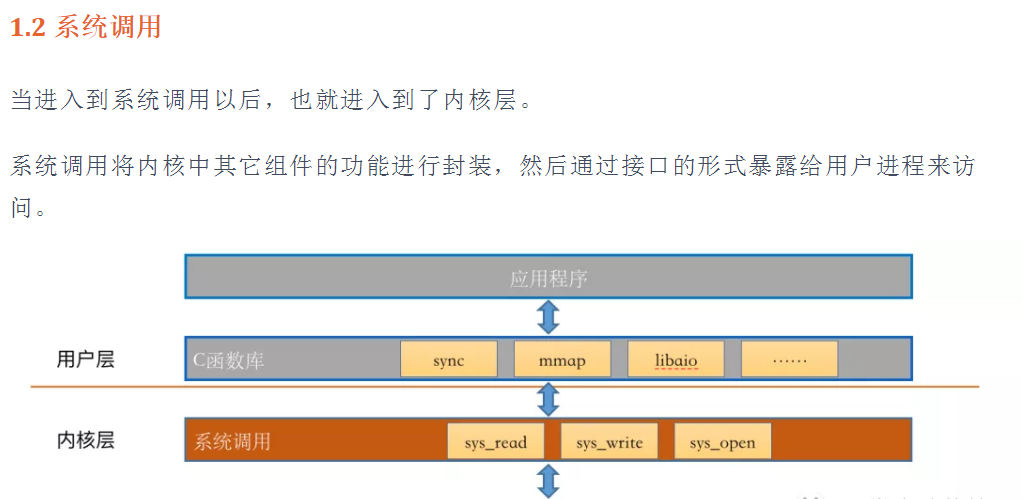 1.2 系统调用
当进入到系统调用以后，也就进入到了内核层。
系统调用将内核中其它组件的功能进行封装，然后通过接口的形式暴露给用户进程来访
问。
应用程序
用户层 C函数库 sync mmap libaio ……
内核层 系统调用 sys_read sys_write sys_open